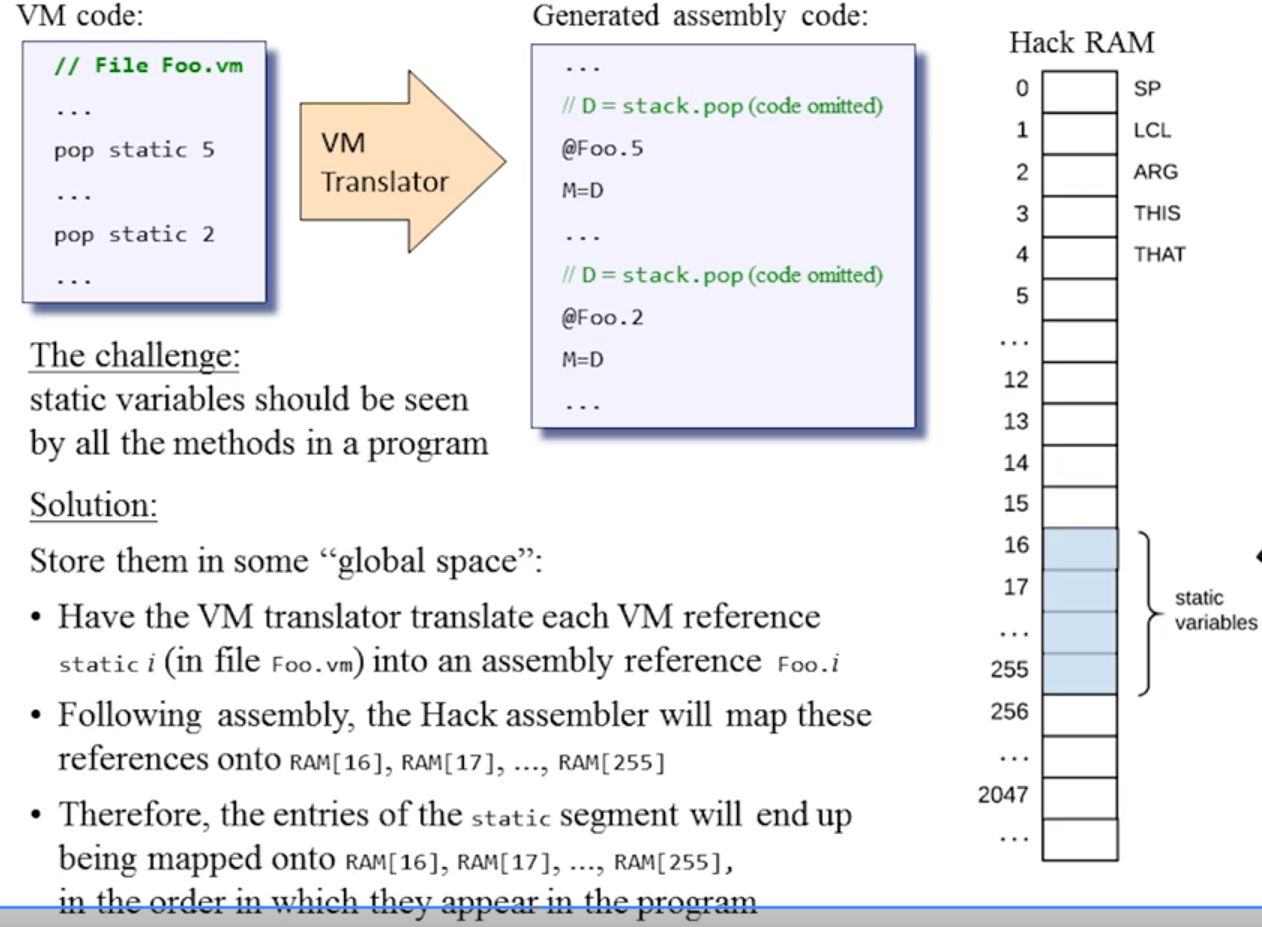 VM code:
// File Foo.vm
...
pop static 5
...
pop static 2
...
VM
Translator
Generated assembly code:
...
// D = stack.pop (code omitted)
@Foo.5
M=D
...
// D = stack.pop (code omitted)
@Foo.2
M=D
...
The challenge:
static variables should be seen
by all the methods in a program
Solution:
Store them in some “global space”:
• Have the VM translator translate each VM reference
static i (in file Foo.vm) into an assembly reference Foo.i
• Following assembly, the Hack assembler will map these
references onto RAM[16], RAM[17], ..., RAM[255]
• Therefore, the entries of the static segment will end up
being mapped onto RAM[16], RAM[17], ..., RAM[255],
in the order in which they appear in the program
Hack RAM
0 SP
1 LCL
2 ARG
3 THIS
4 THAT
5
...
12
13
14
15
16
17
...
255
static
variables
256
...
2047
...